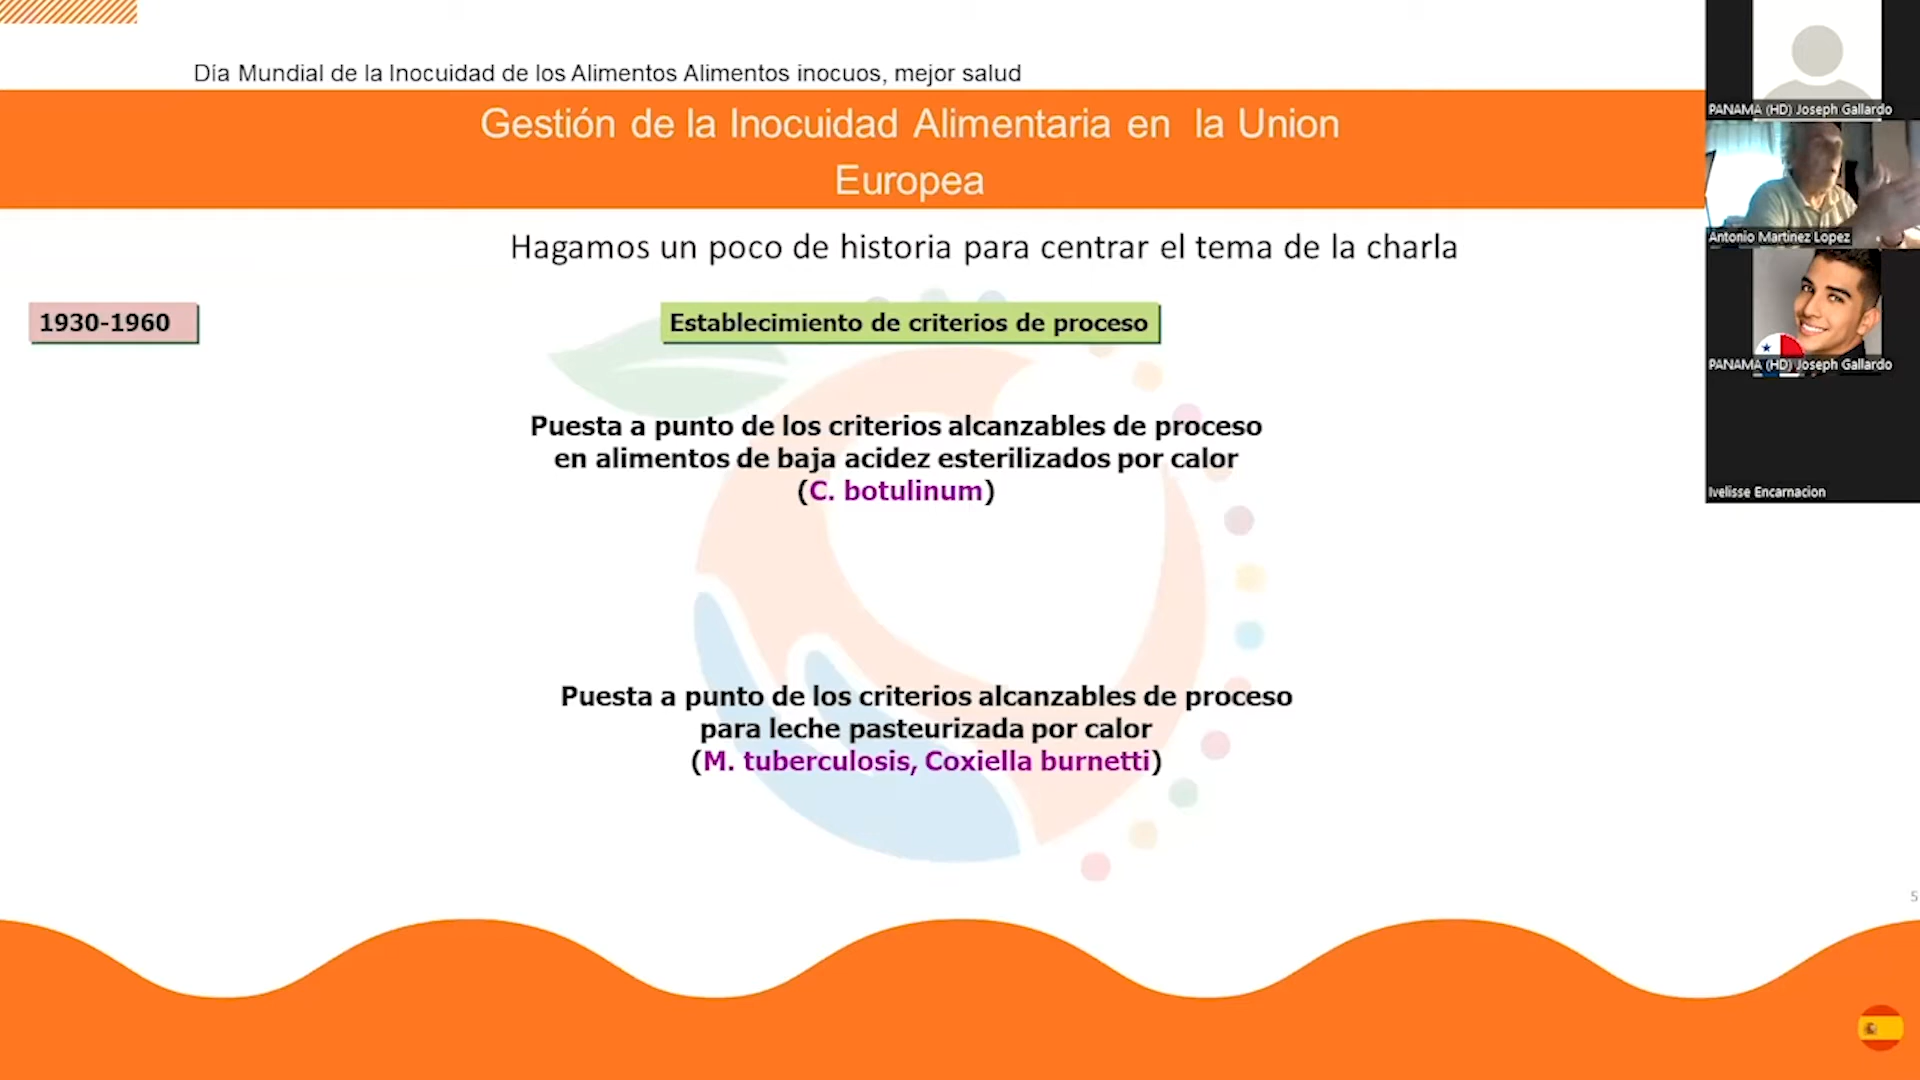 Día Mundial de la Inocuidad de los Alimentos Alimentos inocuos, mejor salud
Gestión de la Inocuidad Alimentaria en la Union
Europea
Hagamos un poco de historia para centrar el tema de la charla
1930-1960
Establecimiento de criterios de proceso
Puesta a punto de los criterios alcanzables de proceso
en alimentos de baja acidez esterilizados por calor
(C. botulinum)
Puesta a punto de los criterios alcanzables de proceso
para leche pasteurizada por calor
(M. tuberculosis, Coxiella burnetti)
5
PANAMA (HD) Joseph Gallardo
Antonio Martinez Lopez
PANAMA (HD) Joseph Gallardo
Ivelisse Encarnacion